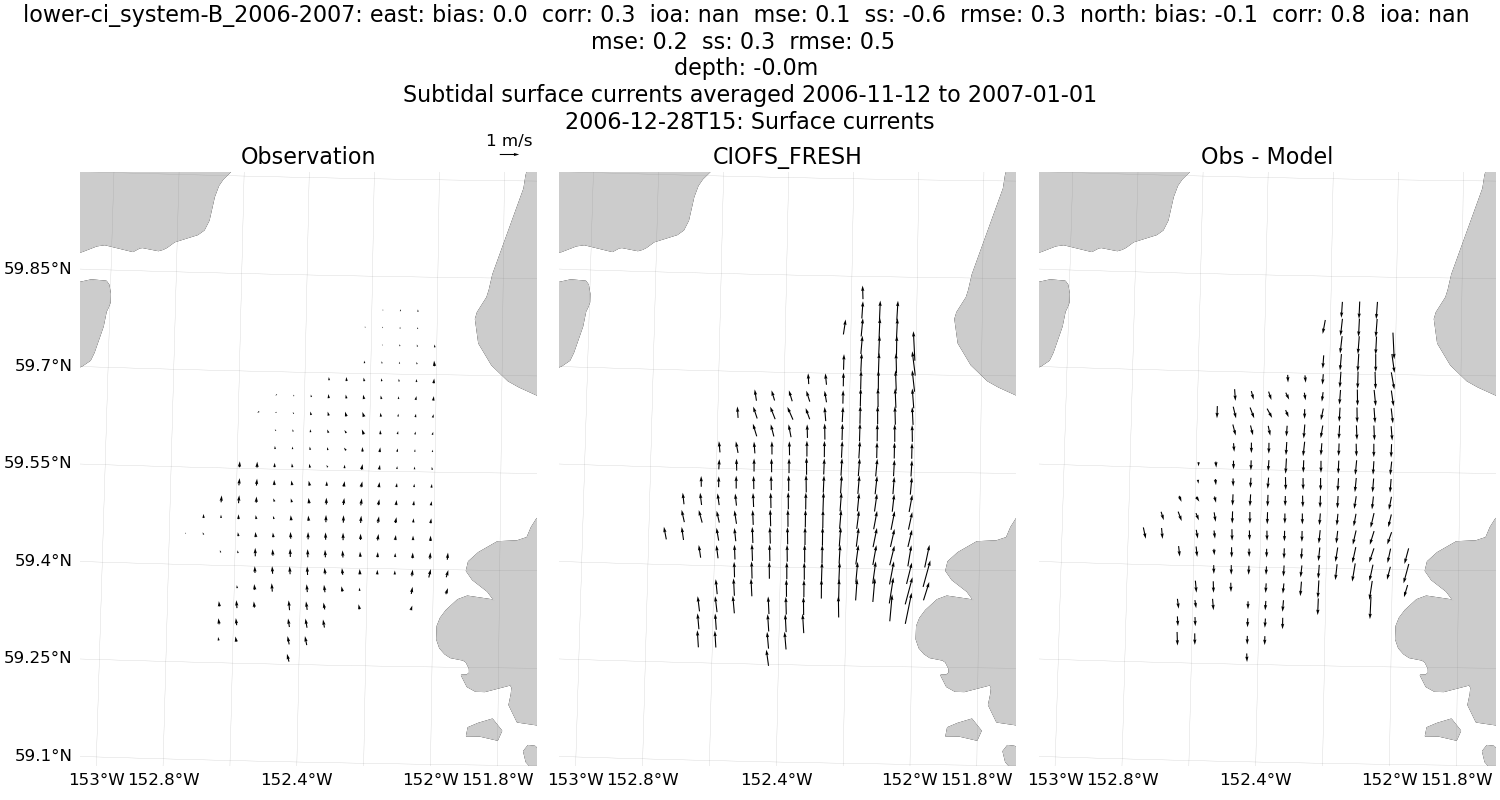 lower-ci_system-B_2006-2007: east: bias: 0.0  corr: 0.3  ioa: nan  mse: 0.1  ss: -0.6  rmse: 0.3  north: bias: -0.1  corr: 0.8  ioa: nan
mse: 0.2  ss: 0.3  rmse: 0.5
depth: -0.0m
Subtidal surface currents averaged 2006-11-12 to 2007-01-01
2006-12-28T15: Surface currents
1 m/s
Observation
CIOFS_FRESH
Obs - Model
59.85°N
59.7°N
59.55°N
59.4°N
59.25°N
59.1°N
153°W 152.8°W 152.4°W 152°W 151.8°W
153°W 152.8°W 152.4°W 152°W 151.8°W
153°W 152.8°W 152.4°W 152°W 151.8°W